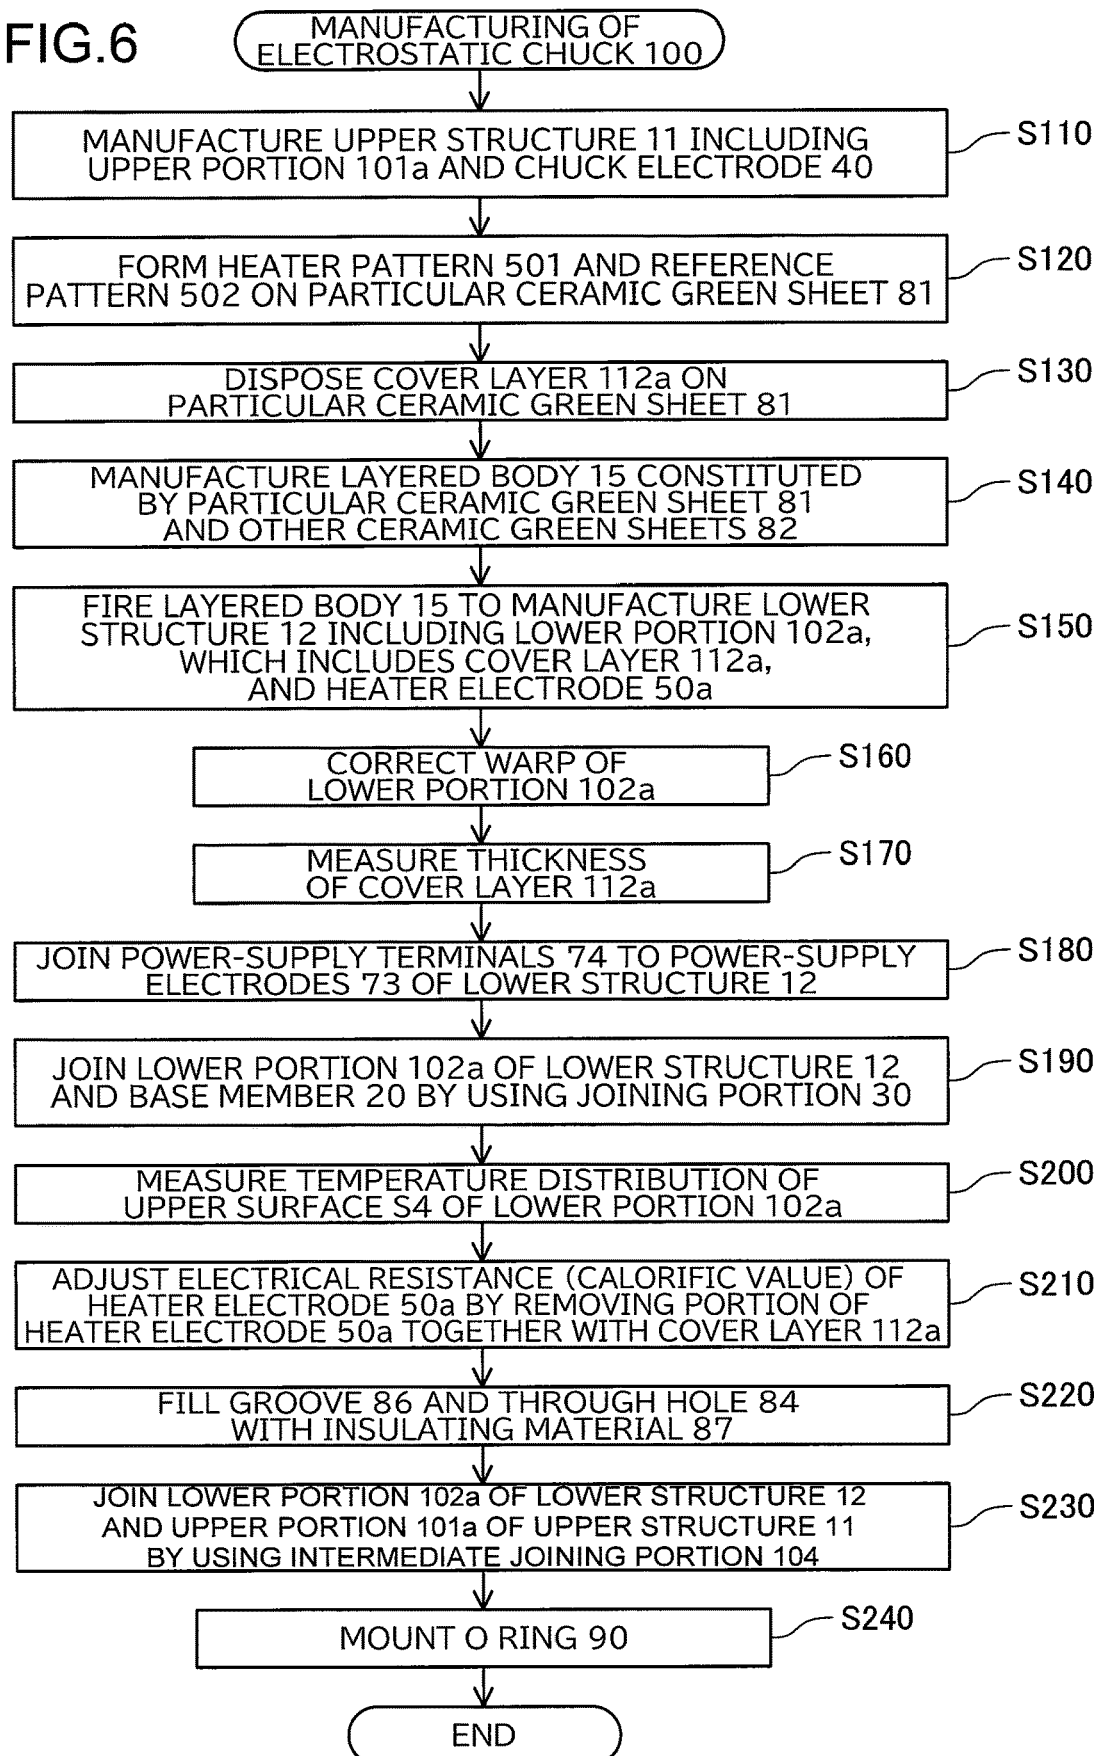 FIG.6
MANUFACTURING OF
ELECTROSTATIC CHUCK 100
MANUFACTURE UPPER STRUCTURE 11 INCLUDING
UPPER PORTION 101a AND CHUCK ELECTRODE 40
S110
FORM HEATER PATTERN 501 AND REFERENCE
PATTERN 502 ON PARTICULAR CERAMIC GREEN SHEET 81
S120
DISPOSE COVER LAYER 112a ON
PARTICULAR CERAMIC GREEN SHEET 81
S130
MANUFACTURE LAYERED BODY 15 CONSTITUTED
BY PARTICULAR CERAMIC GREEN SHEET 81
AND OTHER CERAMIC GREEN SHEETS 82
S140
FIRE LAYERED BODY 15 TO MANUFACTURE LOWER
STRUCTURE 12 INCLUDING LOWER PORTION 102a,
WHICH INCLUDES COVER LAYER 112a,
AND HEATER ELECTRODE 50a
S150
CORRECT WARP OF
LOWER PORTION 102a
S160
MEASURE THICKNESS
OF COVER LAYER 112a
S170
JOIN POWER-SUPPLY TERMINALS 74 TO POWER-SUPPLY
ELECTRODES 73 OF LOWER STRUCTURE 12
S180
JOIN LOWER PORTION 102a OF LOWER STRUCTURE 12
AND BASE MEMBER 20 BY USING JOINING PORTION 30
S190
MEASURE TEMPERATURE DISTRIBUTION OF
UPPER SURFACE S4 OF LOWER PORTION 102a
S200
ADJUST ELECTRICAL RESISTANCE (CALORIFIC VALUE) OF
HEATER ELECTRODE 50a BY REMOVING PORTION OF
HEATER ELECTRODE 50a TOGETHER WITH COVER LAYER 112a
S210
FILL GROOVE 86 AND THROUGH HOLE 84
WITH INSULATING MATERIAL 87
S220
JOIN LOWER PORTION 102a OF LOWER STRUCTURE 12
AND UPPER PORTION 101a OF UPPER STRUCTURE 11
BY USING INTERMEDIATE JOINING PORTION 104
S230
MOUNT O RING 90
S240
END